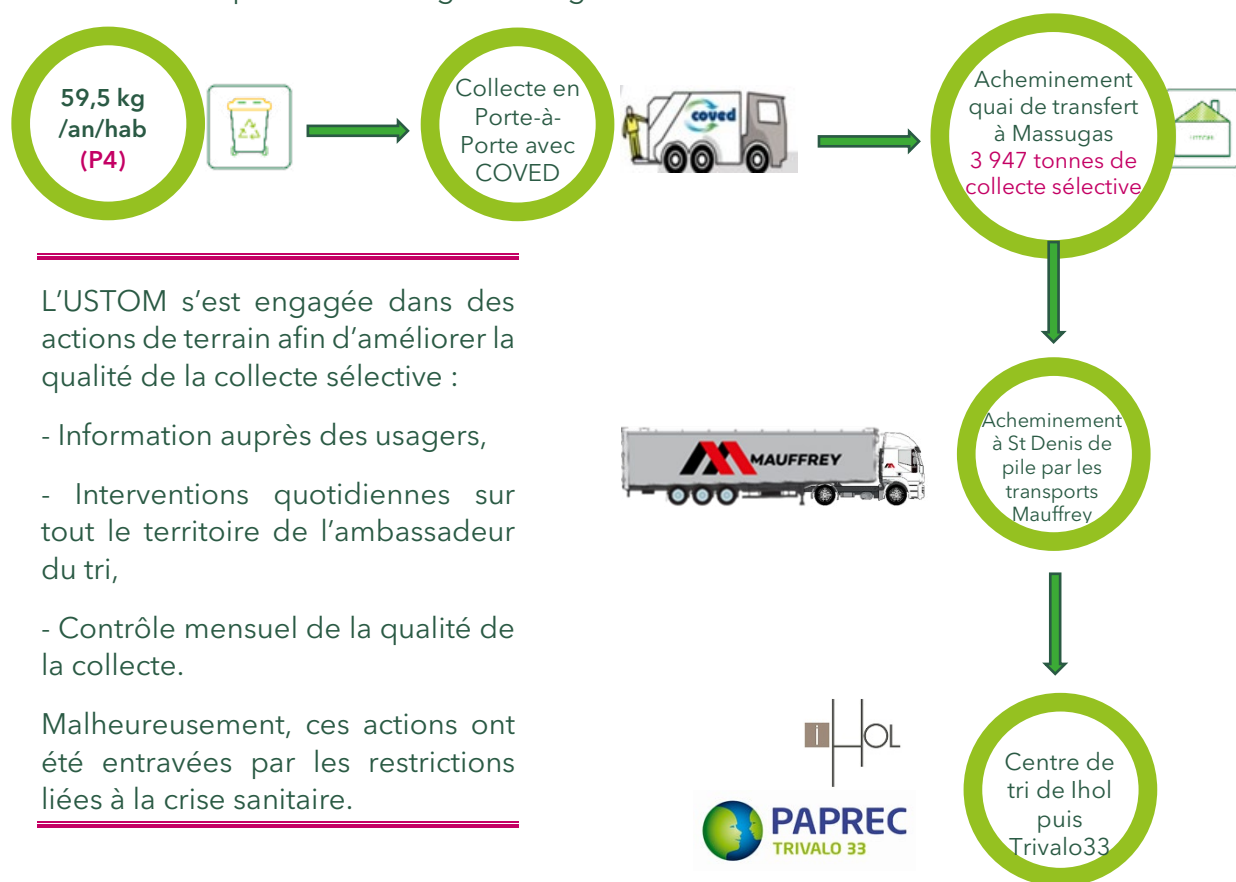 59,5 kg
/an/hab
(P4)
Collecte en
Porte-à-
Porte avec
COVED
coved
Acheminement
quai de transfert
à Massugas
3 947 tonnes de
collecte sélective
L'USTOM s'est engagée dans des
actions de terrain afin d'améliorer la
qualité de la collecte sélective :
- Information auprès des usagers,
- Interventions quotidiennes sur
tout le territoire de l'ambassadeur
du tri,
- Contrôle mensuel de la qualité de
la collecte.
Malheureusement, ces actions ont
été entravées par les restrictions
liées à la crise sanitaire.
MAUFFREY
Acheminement
à St Denis de
pile par les
transports
Mauffrey
iHOL
PAPREC
TRIVALO 33
Centre de
tri de Ihol
puis
Trivalo33